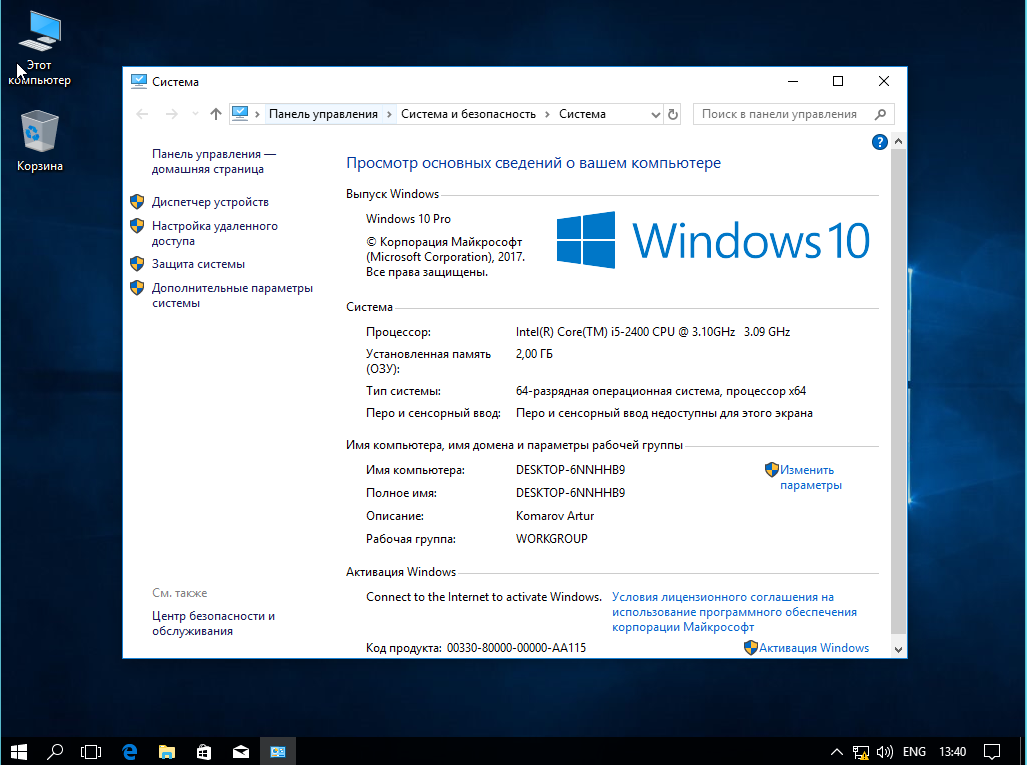 Этот
компьютер
Корзина
Система
Панель управления
Система и безопасность
Система
Поиск в панели управления
Панель управления —
домашняя страница
Диспетчер устройств
Настройка удаленного
доступа
Защита системы
Дополнительные параметры
системы
См. также
Центр безопасности и
обслуживания
?
Просмотр основных сведений о вашем компьютере
Выпуск Windows
Windows 10 Pro
© Корпорация Майкрософт
(Microsoft Corporation), 2017.
Все права защищены.
Windows 10
Система
Процессор: Intel(R) Core(TM) i5-2400 CPU @ 3.10GHz 3.09 GHz
Установленная память 2,00 ГБ
(ОЗУ):
Тип системы: 64-разрядная операционная система, процессор x64
Перо и сенсорный ввод: Перо и сенсорный ввод недоступны для этого экрана
Имя компьютера, имя домена и параметры рабочей группы
Имя компьютера: DESKTOP-6NNHHB9
Изменить
параметры
Полное имя: DESKTOP-6NNHHB9
Описание: Komarov Artur
Рабочая группа: WORKGROUP
Активация Windows
Connect to the Internet to activate Windows. Условия лицензионного соглашения на
использование программного обеспечения
корпорации Майкрософт
Код продукта: 00330-80000-00000-AA115 Активация Windows
ENG 13:40